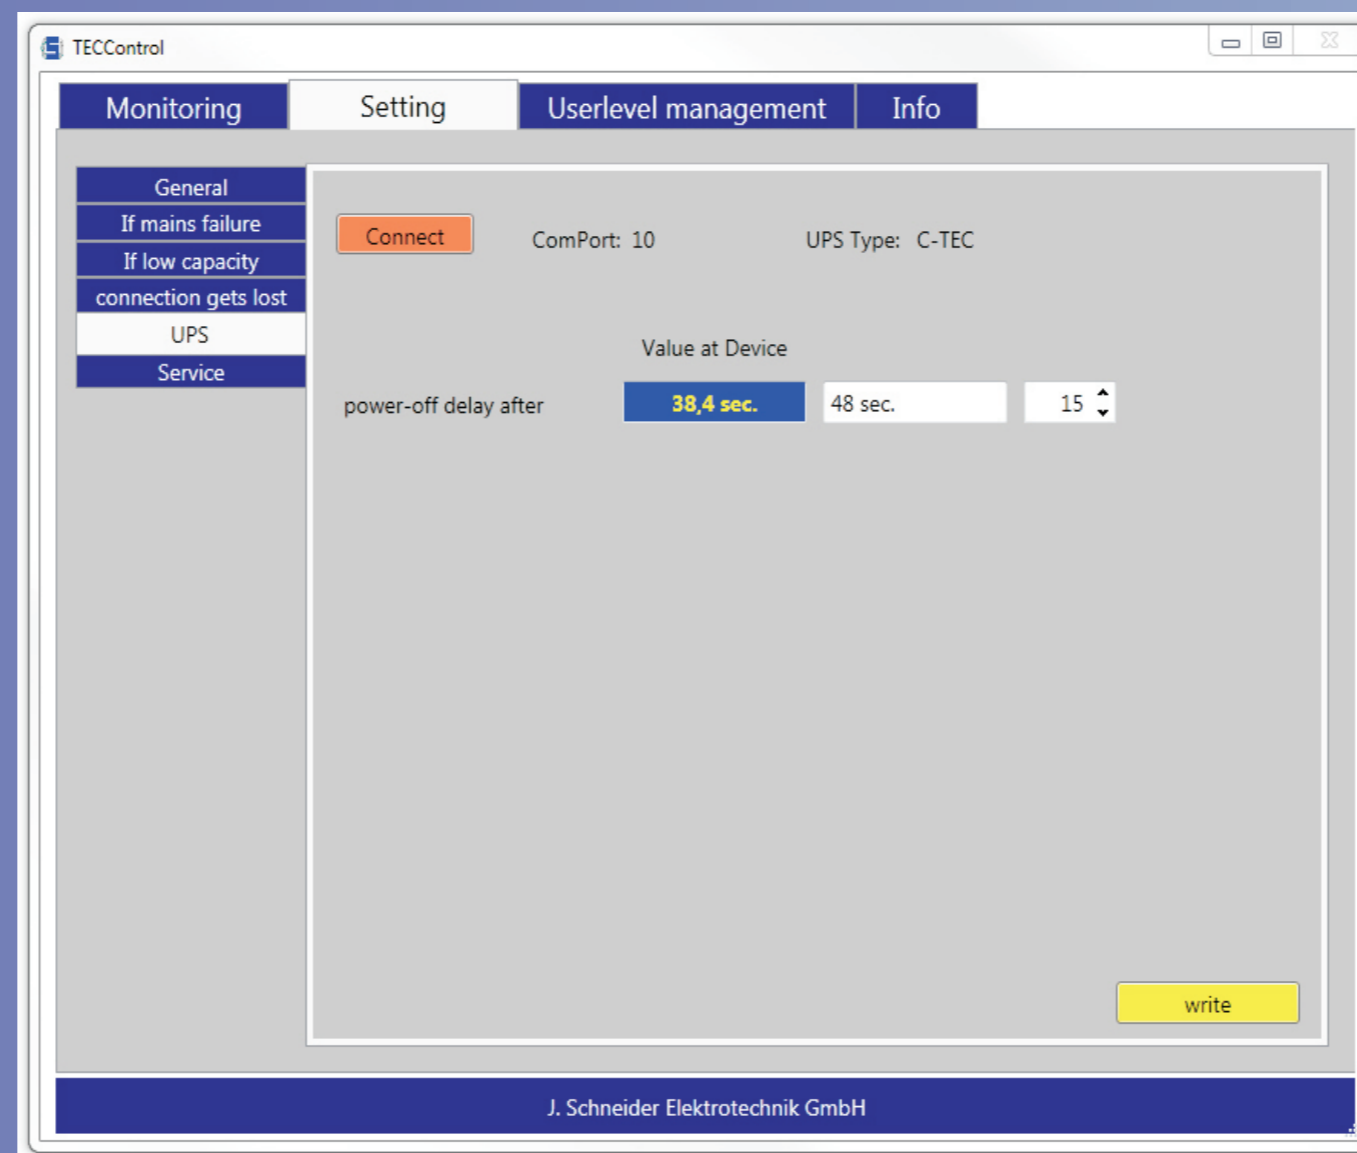 TECControl
Monitoring Setting Userlevel management Info
General
If mains failure
If low capacity
connection gets lost
UPS
Service
Connect ComPort: 10 UPS Type: C-TEC
Value at Device
power-off delay after 38,4 sec. 48 sec. 15
write
J. Schneider Elektrotechnik GmbH